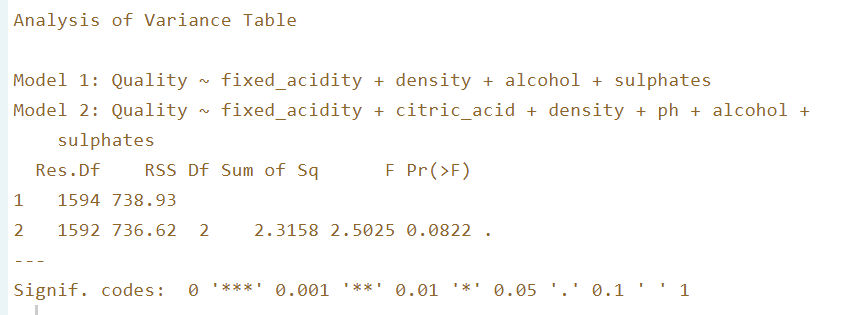 Analysis of Variance Table
Model 1: Quality ~ fixed_acidity + density + alcohol + sulphates
Model 2: Quality ~ fixed_acidity + citric_acid + density + ph + alcohol +
    sulphates
  Res.Df    RSS Df Sum of Sq      F Pr(>F)
1   1594 738.93
2   1592 736.62  2    2.3158 2.5025 0.0822 .
---
Signif. codes:  0 '***' 0.001 '**' 0.01 '*' 0.05 '.' 0.1 ' ' 1